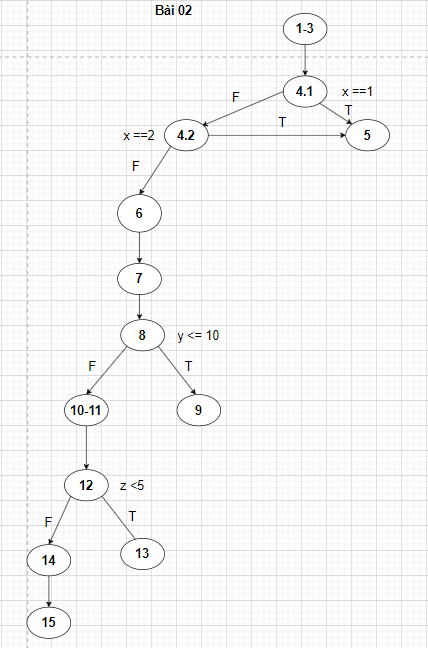 Bài 02
1-3
4.1
x ==1
F
T
x ==2
4.2
T
5
F
6
7
8
y <= 10
F
T
10-11
9
12
z <5
F
T
14
13
15